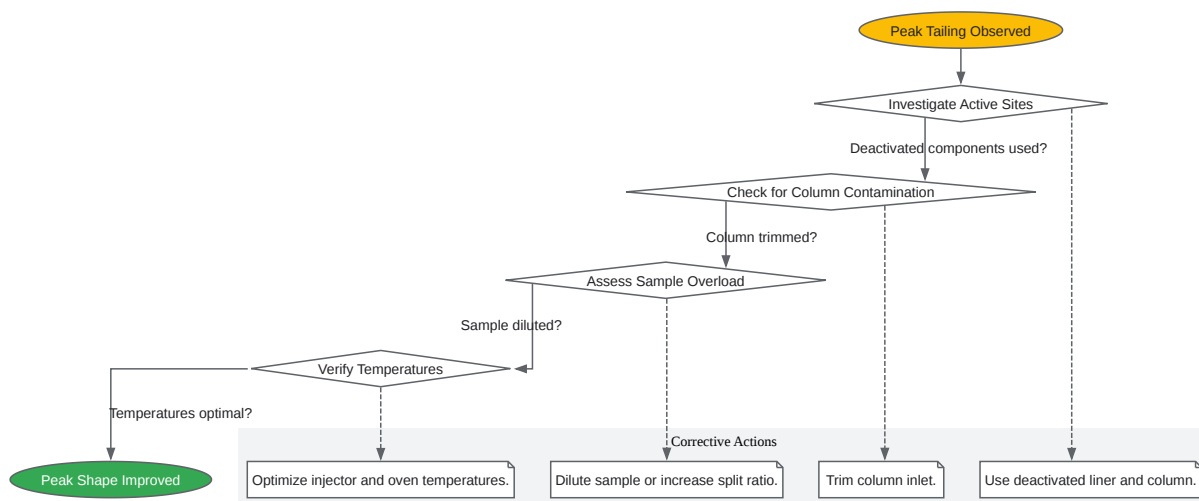 Peak Tailing Observed
Investigate Active Sites
Deactivated components used?
Check for Column Contamination
Column trimmed?
Assess Sample Overload
Sample diluted?
Verify Temperatures
Temperatures optimal?
Corrective Actions
Peak Shape Improved
Optimize injector and oven temperatures.
Dilute sample or increase split ratio.
Trim column inlet.
Use deactivated liner and column.